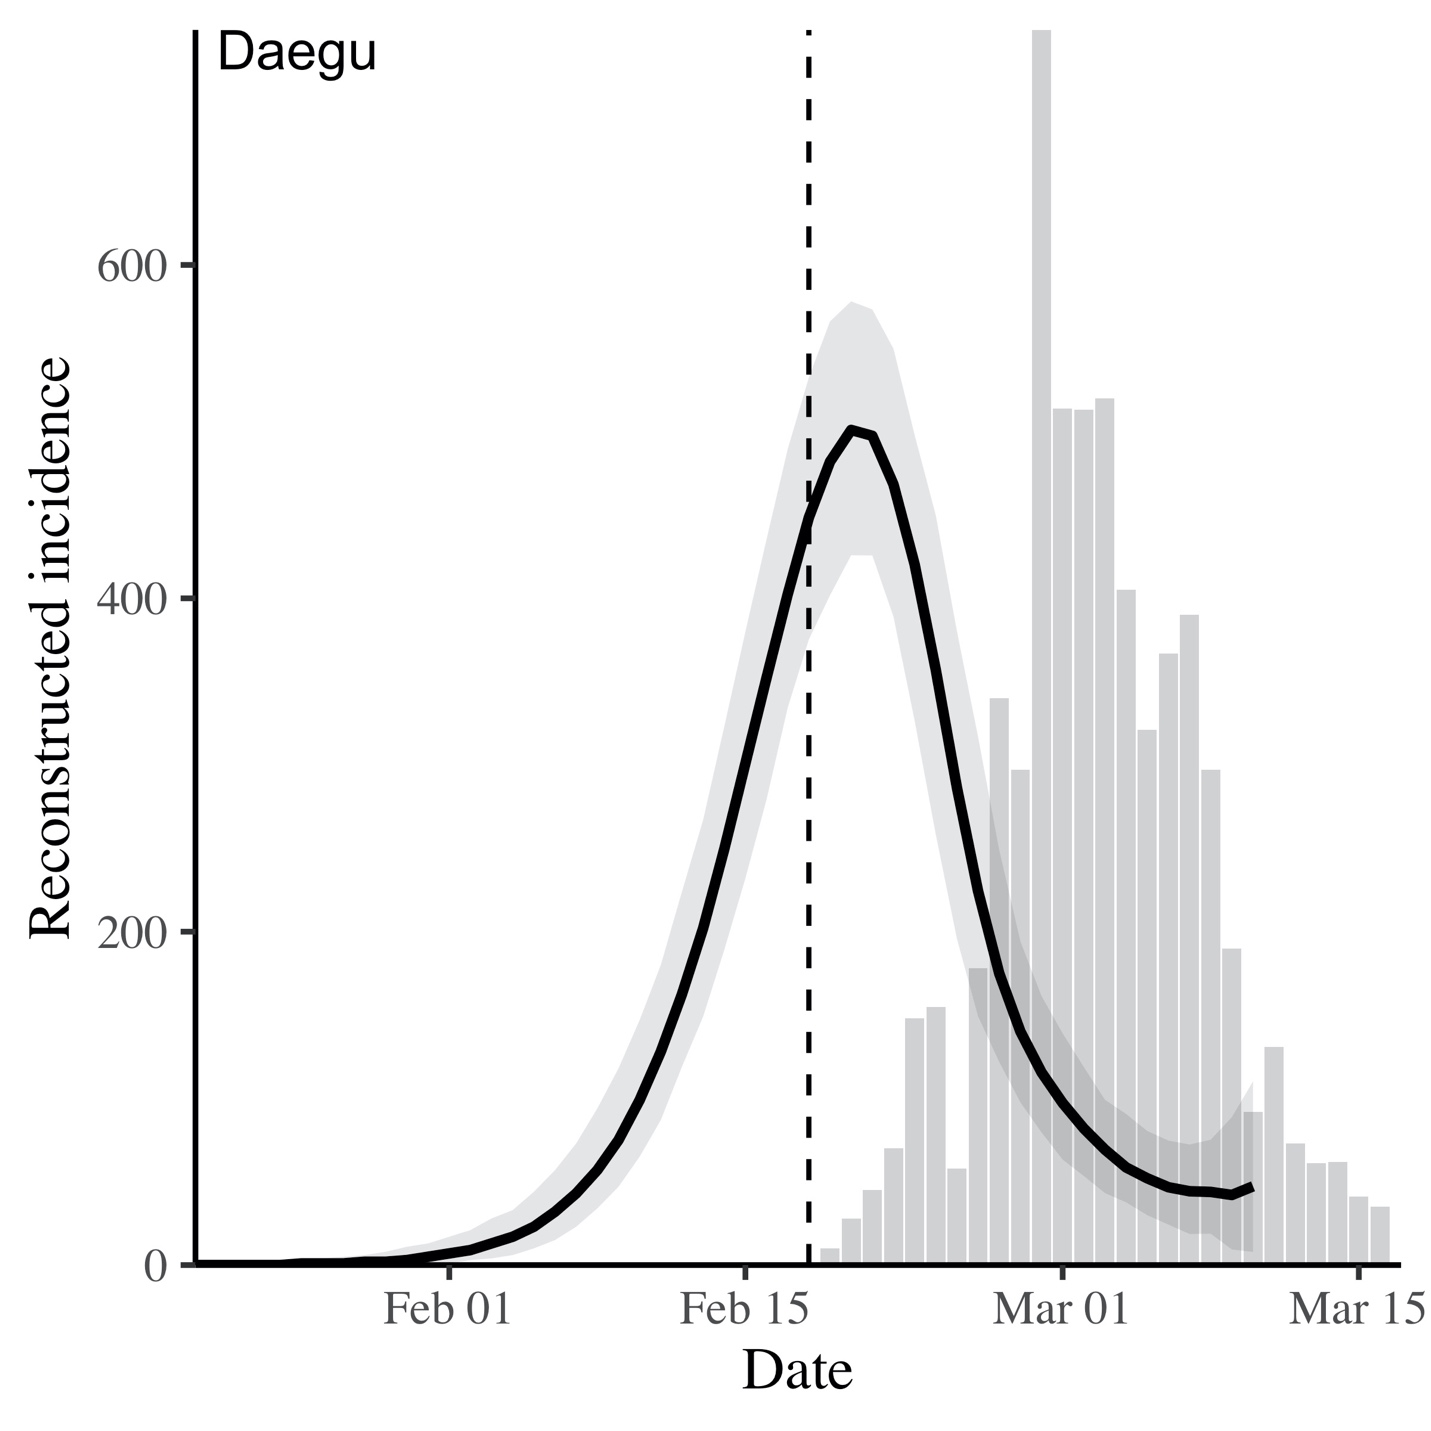 Daegu
Reconstructed incidence
600
400
200
0
Feb 01 Feb 15 Mar 01 Mar 15
Date